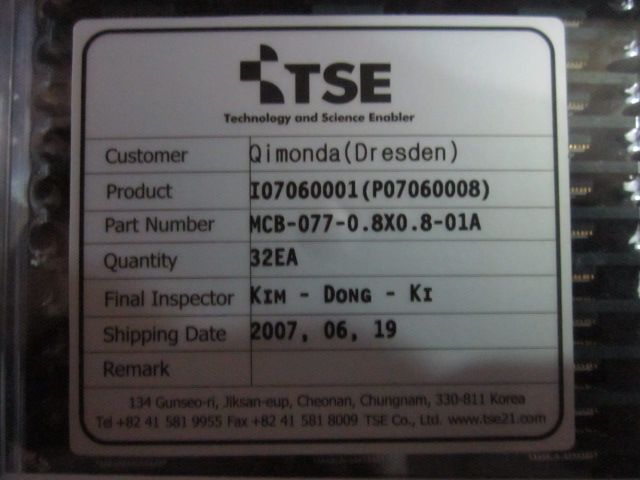 TSE
Technology and Science Enabler
Customer Qimonda(Dresden)
Product I07060001(P07060008)
Part Number MCB-077-0.8X0.8-01A
Quantity 32EA
Final Inspector KIM - DONG - KI
Shipping Date 2007, 06, 19
Remark
134 Gunseo-ri, Jiksan-eup, Cheonan, Chungnam, 330-811 Korea
Tel +82 41 581 9955 Fax +82 41 581 8009 TSE Co., Ltd. www.tse21.com